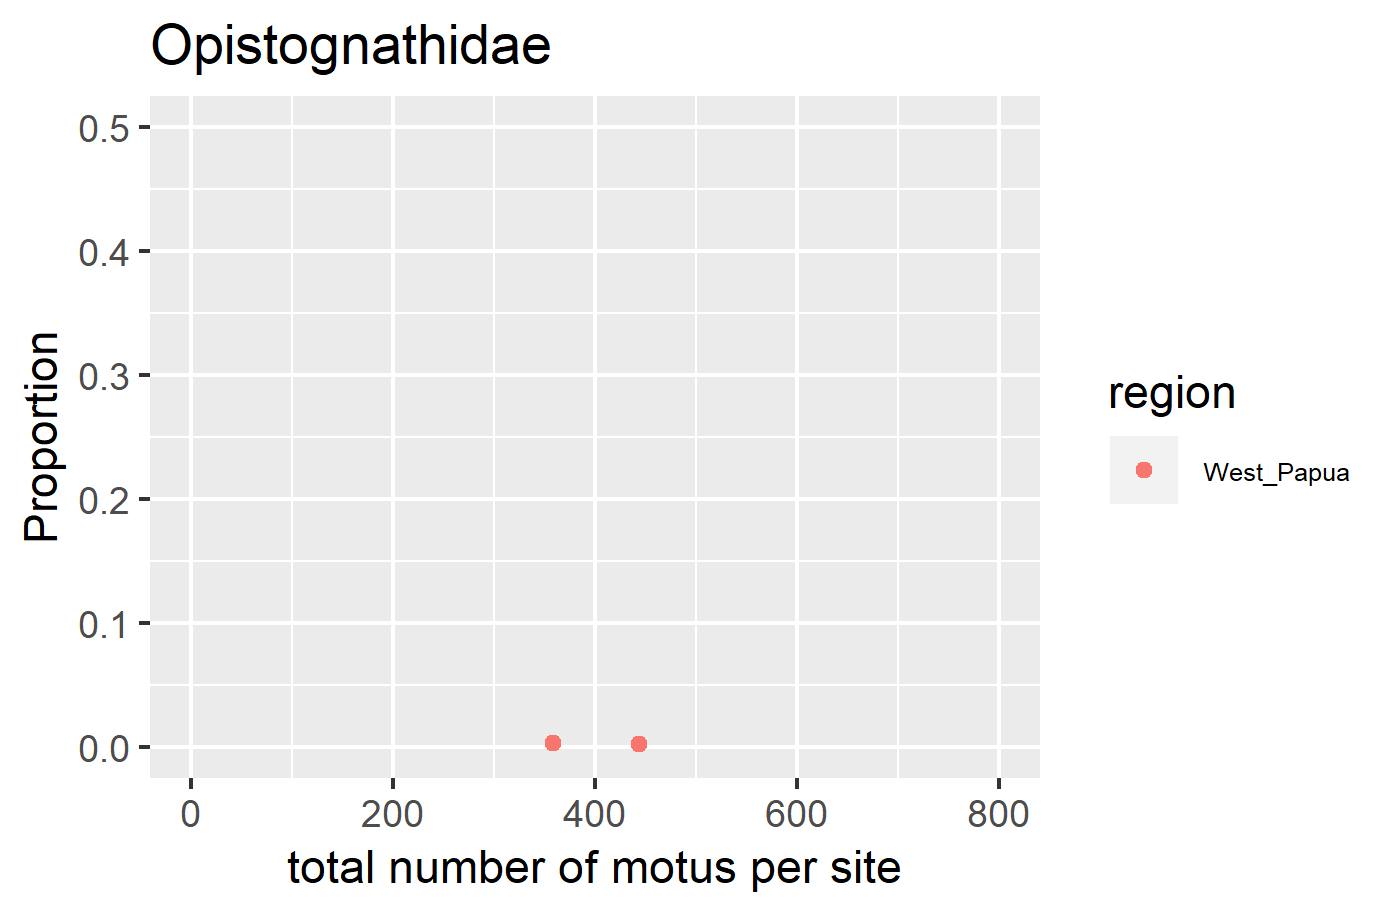 Opistognathidae
0.5
0.4
0.3
0.2
0.1
0.0
Proportion
0 200 400 600 800
total number of motus per site
region
West_Papua